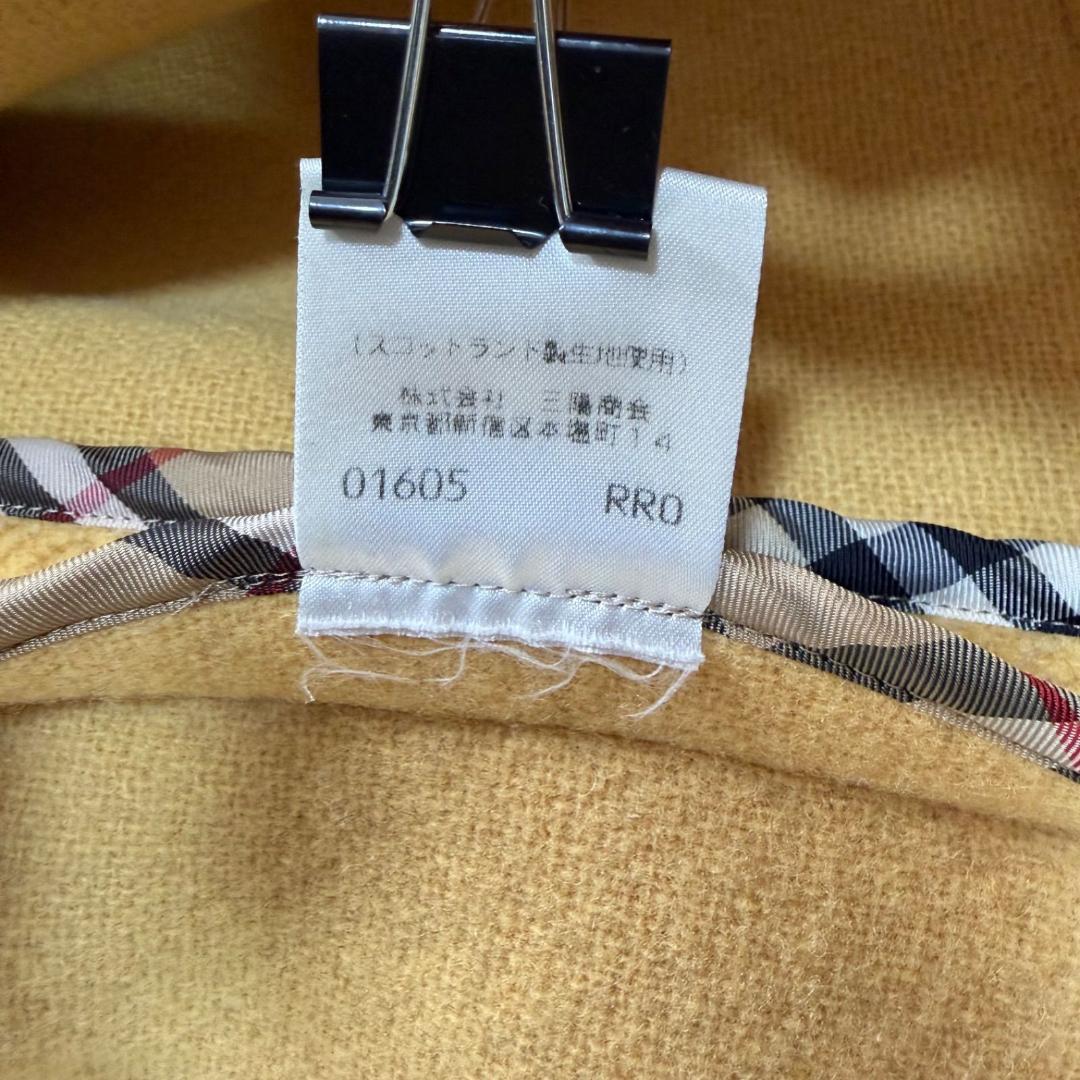 (スコットランド製生地使用)
株式会社 三陽商会
東京都新宿区本塩町14
01605 RR0